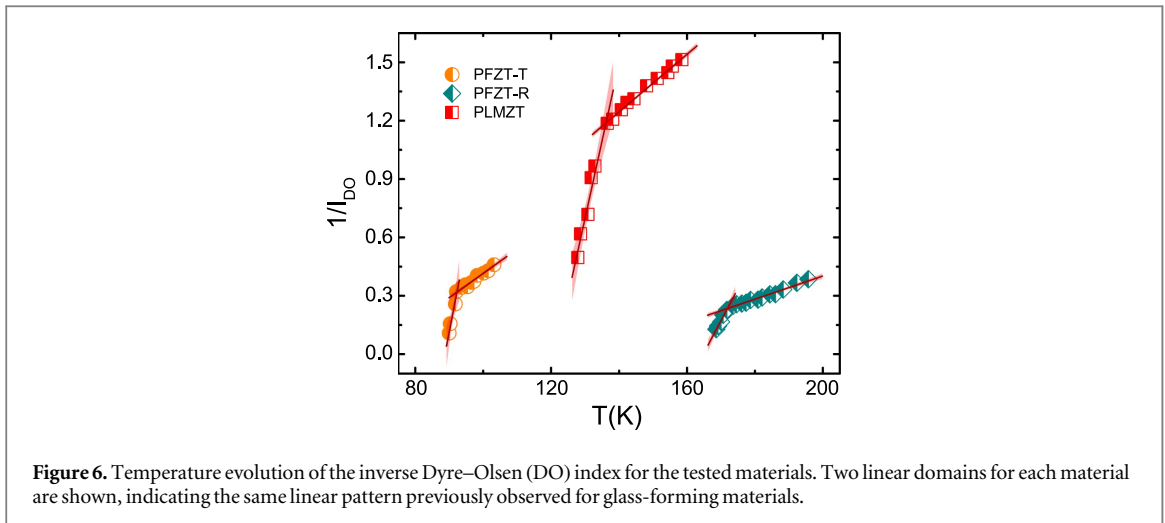 1.5
1.2
0.9
0.6
0.3
0.0
1/I_DO
PFZT-T
PFZT-R
PLMZT
80 120 160 200
T(K)
Figure 6. Temperature evolution of the inverse Dyre–Olsen (DO) index for the tested materials. Two linear domains for each material
are shown, indicating the same linear pattern previously observed for glass-forming materials.